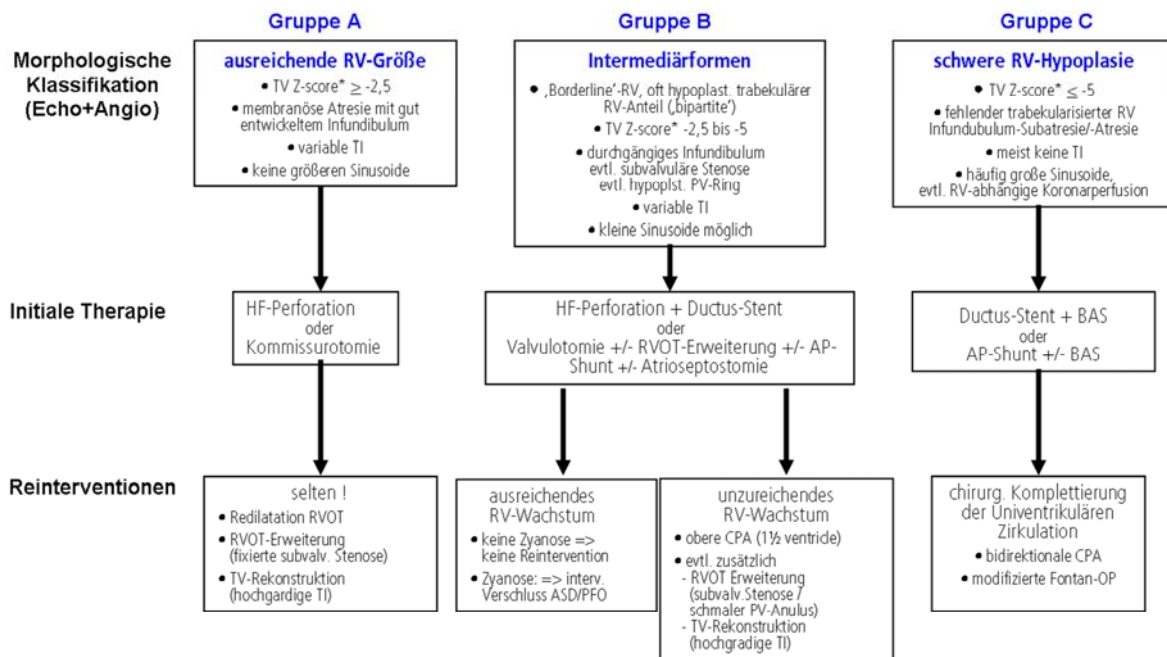 Gruppe A
Gruppe B
Gruppe C
Morphologische
Klassifikation
(Echo+Angio)
ausreichende RV-Größe
• TV Z-score* ≥ -2,5
• membranöse Atresie mit gut
entwickeltem Infundibulum
• variable TI
• keine größeren Sinusoide
Intermediärformen
• ‚Borderline'-RV, oft hypoplast. trabekulärer
RV-Anteil (‚bipartite')
• TV Z-score* -2,5 bis -5
• durchgängiges Infundibulum
evtl. subvalvuläre Stenose
evtl. hypoplst. PV-Ring
• variable TI
• kleine Sinusoide möglich
schwere RV-Hypoplasie
• TV Z-score* ≤ -5
• fehlender trabekularisierter RV
Infundubulum-Subatresie/-Atresie
• meist keine TI
• häufig große Sinusoide,
evtl. RV-abhängige Koronarperfusion
Initiale Therapie
HF-Perforation
oder
Kommissurotomie
HF-Perforation + Ductus-Stent
oder
Valvulotomie +/- RVOT-Erweiterung +/- AP-
Shunt +/- Atrioseptostomie
Ductus-Stent + BAS
oder
AP-Shunt +/- BAS
Reinterventionen
selten !
• Redilatation RVOT
• RVOT-Erweiterung
(fixierte subvalv. Stenose)
• TV-Rekonstruktion
(hochgardige TI)
ausreichendes
RV-Wachstum
• keine Zyanose =>
keine Reintervention
• Zyanose: => interv.
Verschluss ASD/PFO
unzureichendes
RV-Wachstum
• obere CPA (1½ ventricle)
• evtl. zusätzlich
- RVOT Erweiterung
(subvalv.Stenose /
schmaler PV-Anulus)
- TV-Rekonstruktion
(hochgradige TI)
chirurg. Komplettierung
der Univentrikulären
Zirkulation
• bidirektionale CPA
• modifizierte Fontan-OP